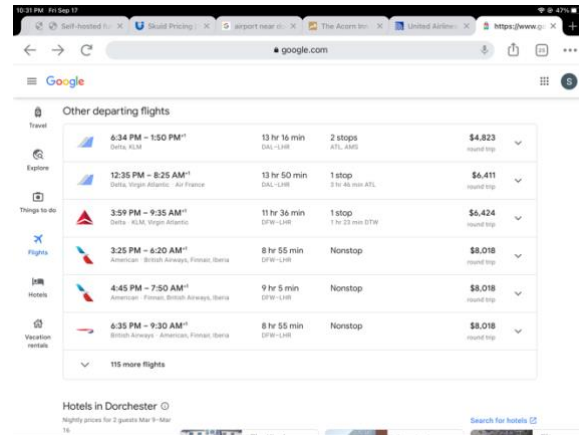 10:31 PM Fri Sep 17
47%
Self-hosted
Skuid Pricing
airport near
The Acorn Inn
United Airline
https://www.g
google.com
Google
S
Travel
Explore
Things to do
Flights
Hotels
Vacation
rentals
Other departing flights
6:34 PM – 1:50 PM+1
Delta, KLM
13 hr 16 min
DAL–LHR
2 stops
ATL, AMS
$4,823
round trip
12:35 PM – 8:25 AM+1
Delta, Virgin Atlantic · Air France
13 hr 50 min
DAL–LHR
1 stop
2 hr 46 min ATL
$6,411
round trip
3:59 PM – 9:35 AM+1
Delta · KLM, Virgin Atlantic
11 hr 36 min
DFW–LHR
1 stop
1 hr 23 min DTW
$6,424
round trip
3:25 PM – 6:20 AM+1
American · British Airways, Finnair, Iberia
8 hr 55 min
DFW–LHR
Nonstop
$8,018
round trip
4:45 PM – 7:50 AM+1
American · Finnair, British Airways, Iberia
9 hr 5 min
DFW–LHR
Nonstop
$8,018
round trip
6:35 PM – 9:30 AM+1
British Airways · American, Finnair, Iberia
8 hr 55 min
DFW–LHR
Nonstop
$8,018
round trip
115 more flights
Hotels in Dorchester
Nightly prices for 2 guests Mar 9–Mar
16
Search for hotels